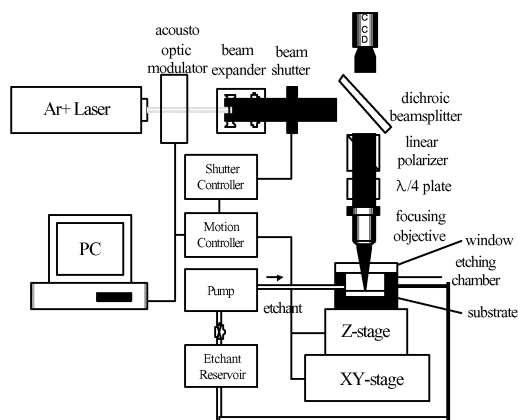 CCD
acousto
optic
modulator
beam
expander
beam
shutter
Ar+ Laser
dichroic
beamsplitter
linear
polarizer
λ/4 plate
Shutter
Controller
focusing
objective
PC
Motion
Controller
window
etching
chamber
Pump
etchant
substrate
Z-stage
Etchant
Reservoir
XY-stage